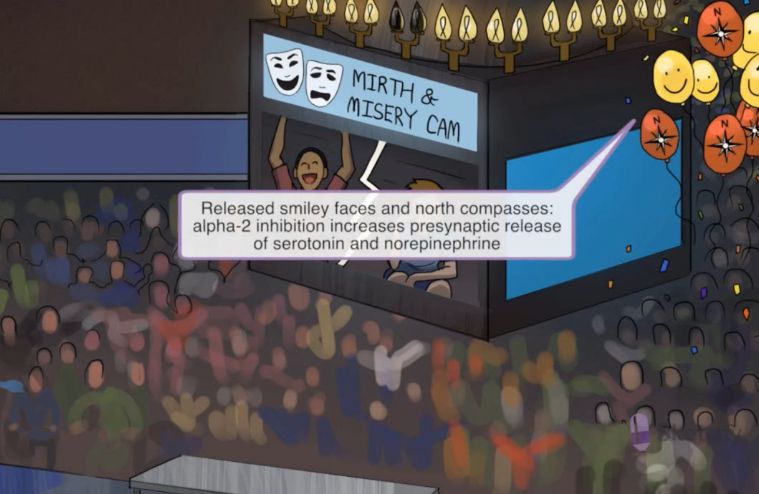 MIRTH &
MISERY CAM
N
N
N
N
Released smiley faces and north compasses:
alpha-2 inhibition increases presynaptic release
of serotonin and norepinephrine